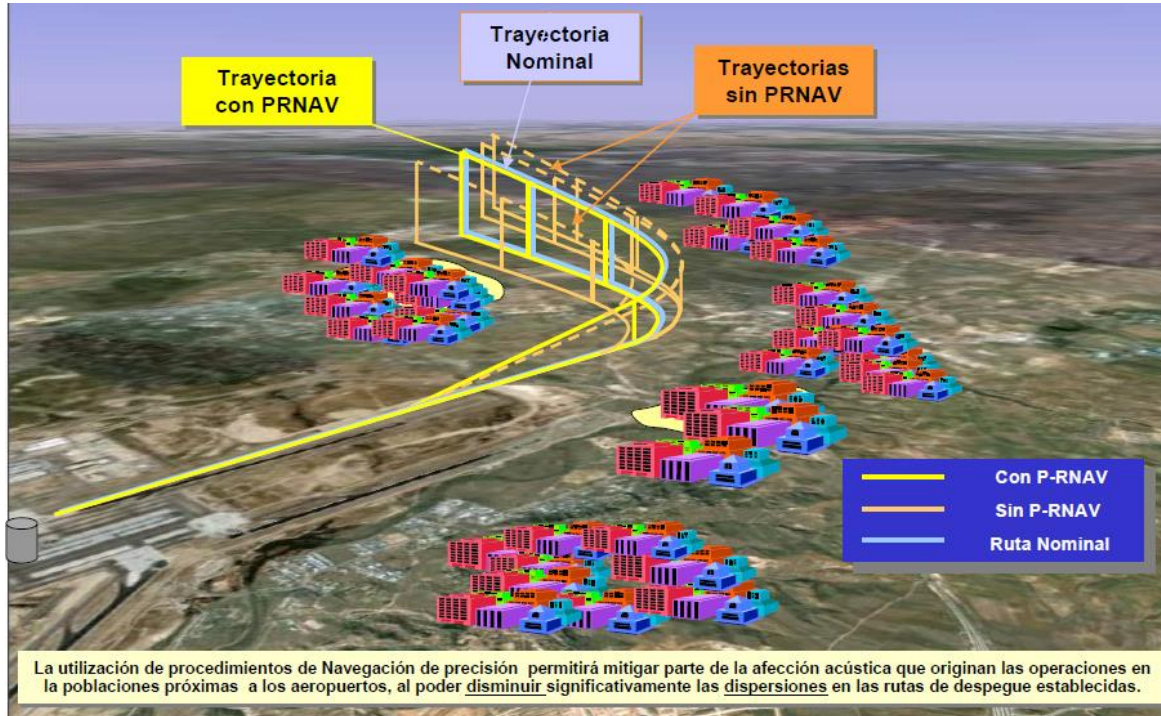 Trayectoria
Nominal
Trayectoria
con PRNAV
Trayectorias
sin PRNAV
Con P-RNAV
Sin P-RNAV
Ruta Nominal
La utilización de procedimientos de Navegación de precisión permitirá mitigar parte de la afección acústica que originan las operaciones en
la poblaciones próximas a los aeropuertos, al poder disminuir significativamente las dispersiones en las rutas de despegue establecidas.